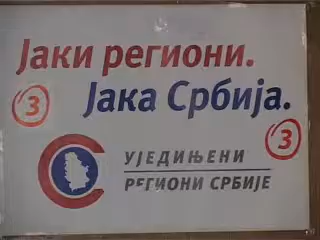 Јаки региони.
3 Јака Србија.
3
УЈЕДИЊЕНИ
РЕГИОНИ СРБИЈЕ